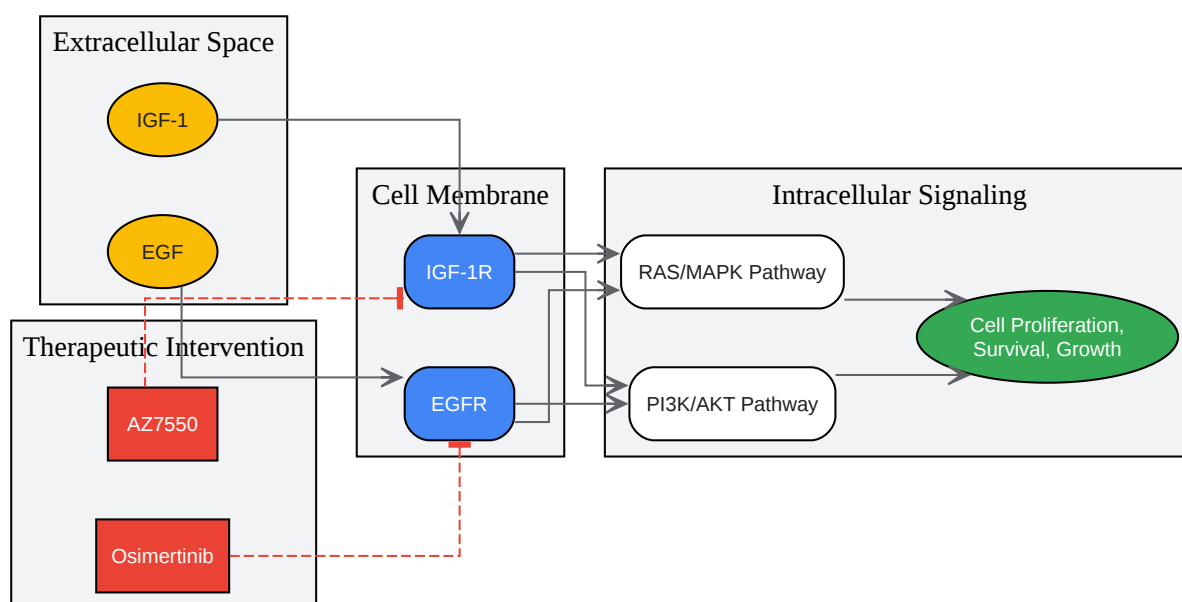 Extracellular Space
IGF-1
EGF
Cell Membrane
IGF-1R
EGFR
Intracellular Signaling
RAS/MAPK Pathway
PI3K/AKT Pathway
Cell Proliferation,
Survival, Growth
Therapeutic Intervention
AZ7550
Osimertinib